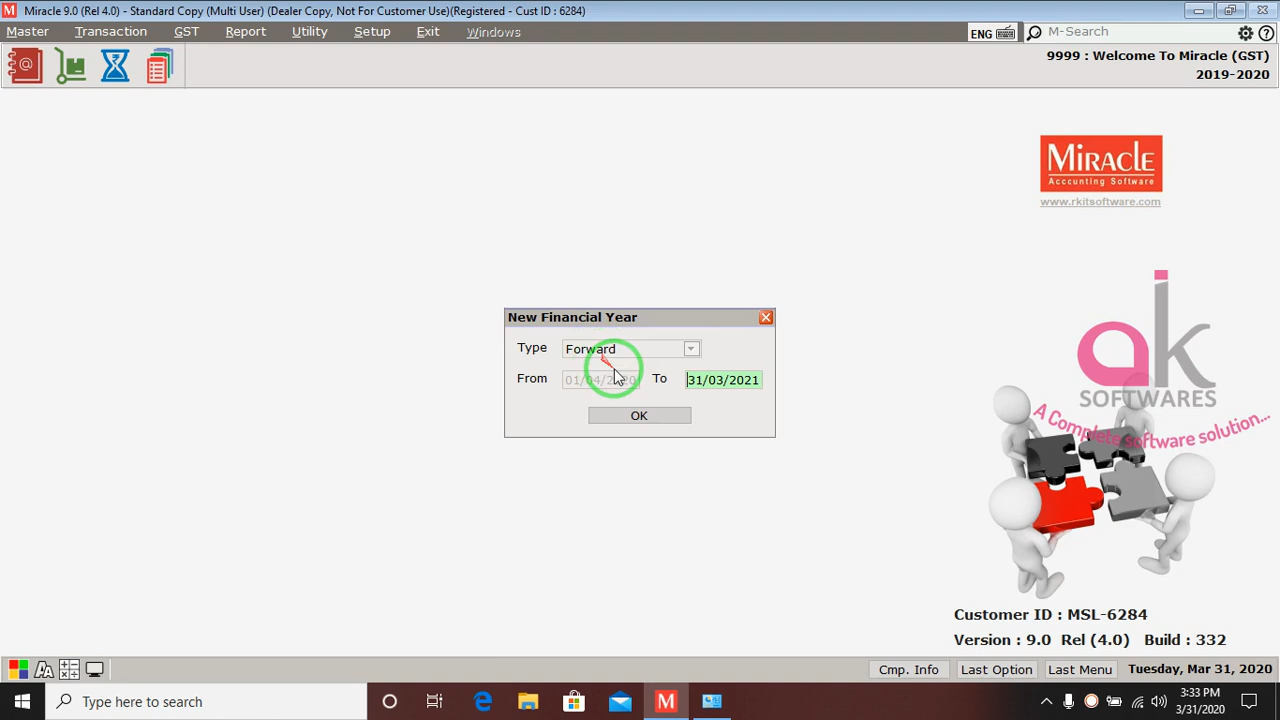 Miracle 9.0 (Rel 4.0) - Standard Copy (Multi User) (Dealer Copy, Not For Customer Use)(Registered - Cust ID : 6284)
Master Transaction GST Report Utility Setup Exit Windows ENG M-Search
9999 : Welcome To Miracle (GST)
2019-2020
MIRACLE
Accounting Software
www.rkitsoftware.com
New Financial Year
Type Forward
From 01/04/2020 To 31/03/2021
OK
ak
SOFTWARES
A Complete software solution...
Customer ID : MSL-6284
Version : 9.0 Rel (4.0) Build : 332
Cmp. Info Last Option Last Menu Tuesday, Mar 31, 2020
Type here to search
3:33 PM
3/31/2020